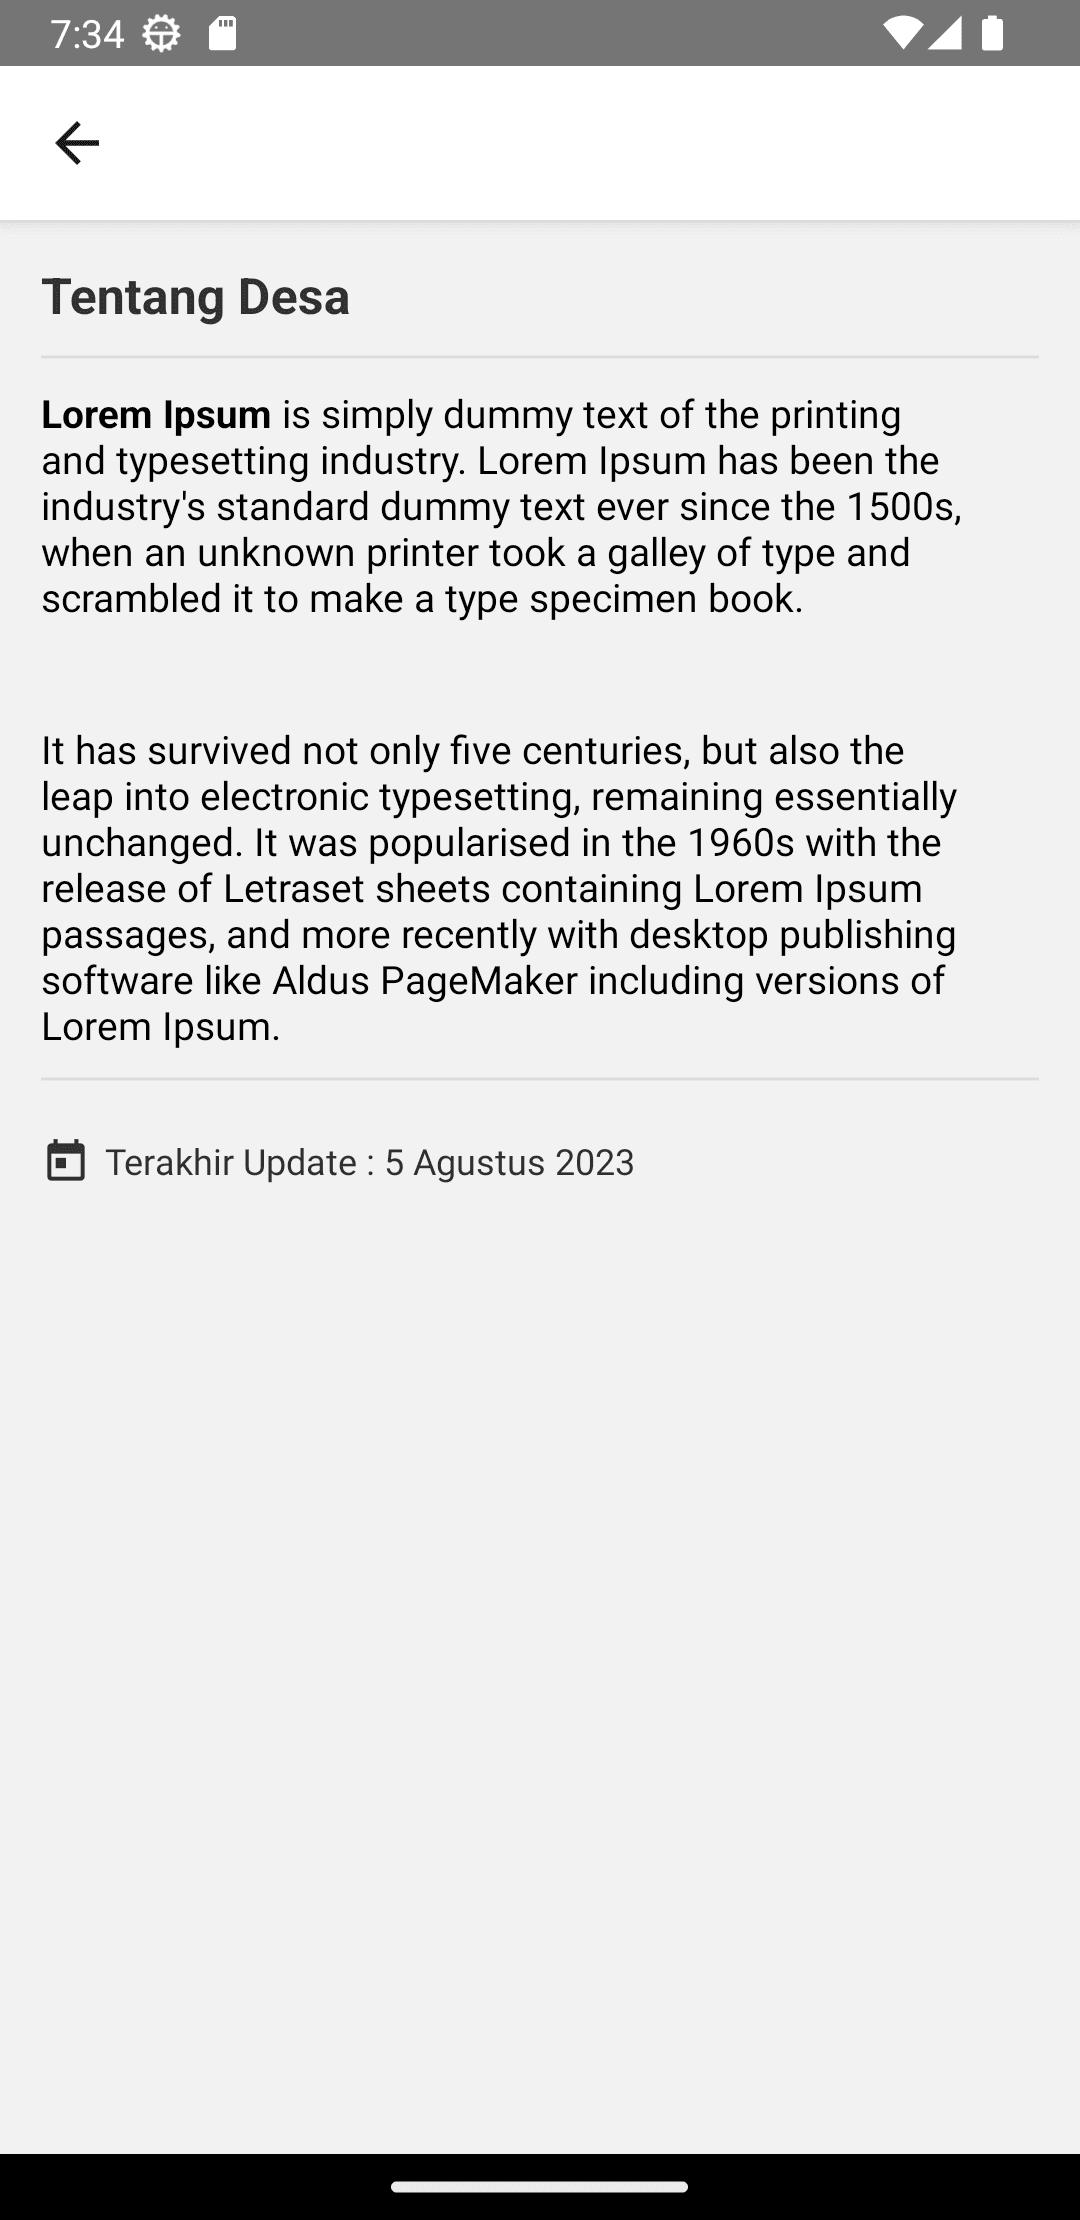 7:34
Tentang Desa
Lorem Ipsum is simply dummy text of the printing
and typesetting industry. Lorem Ipsum has been the
industry's standard dummy text ever since the 1500s,
when an unknown printer took a galley of type and
scrambled it to make a type specimen book.
It has survived not only five centuries, but also the
leap into electronic typesetting, remaining essentially
unchanged. It was popularised in the 1960s with the
release of Letraset sheets containing Lorem Ipsum
passages, and more recently with desktop publishing
software like Aldus PageMaker including versions of
Lorem Ipsum.
Terakhir Update : 5 Agustus 2023